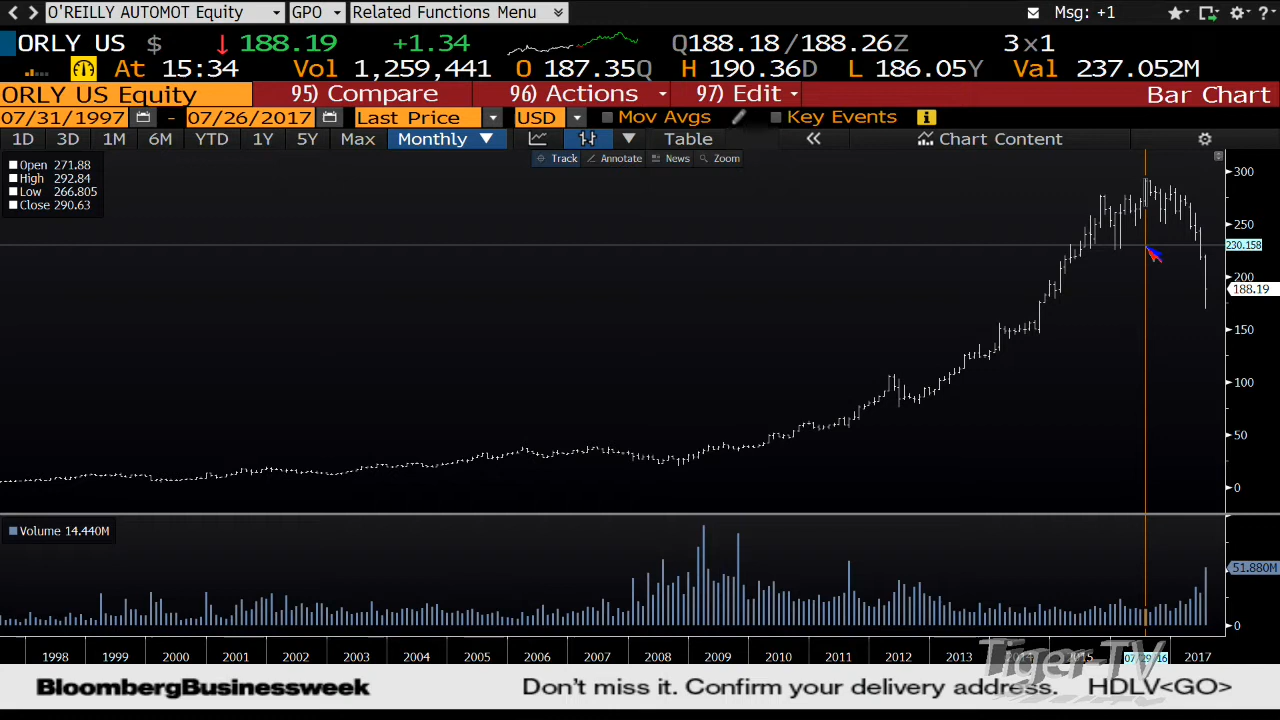 O'REILLY AUTOMOT Equity GPO Related Functions Menu Msg: +1 ?
ORLY US $ ↓ 188.19 +1.34 Q188.18/188.26Z 3x1
At 15:34 Vol 1,259,441 O 187.35Q H 190.36D L 186.05Y Val 237.052M
ORLY US Equity 95) Compare 96) Actions 97) Edit Bar Chart
07/31/1997 - 07/26/2017 Last Price USD Mov Avgs Key Events
1D 3D 1M 6M YTD 1Y 5Y Max Monthly ▼ Table « Chart Content
Track Annotate News Zoom
Open 271.88
High 292.84
Low 266.805
Close 290.63
300
250
230.158
200
188.19
150
100
50
0
Volume 14.440M
51.880M
0
1998 1999 2000 2001 2002 2003 2004 2005 2006 2007 2008 2009 2010 2011 2012 2013 2014 2015 07/29/16 2017
Tiger-TV
BloombergBusinessweek Don't miss it. Confirm your delivery address. HDLV<GO>